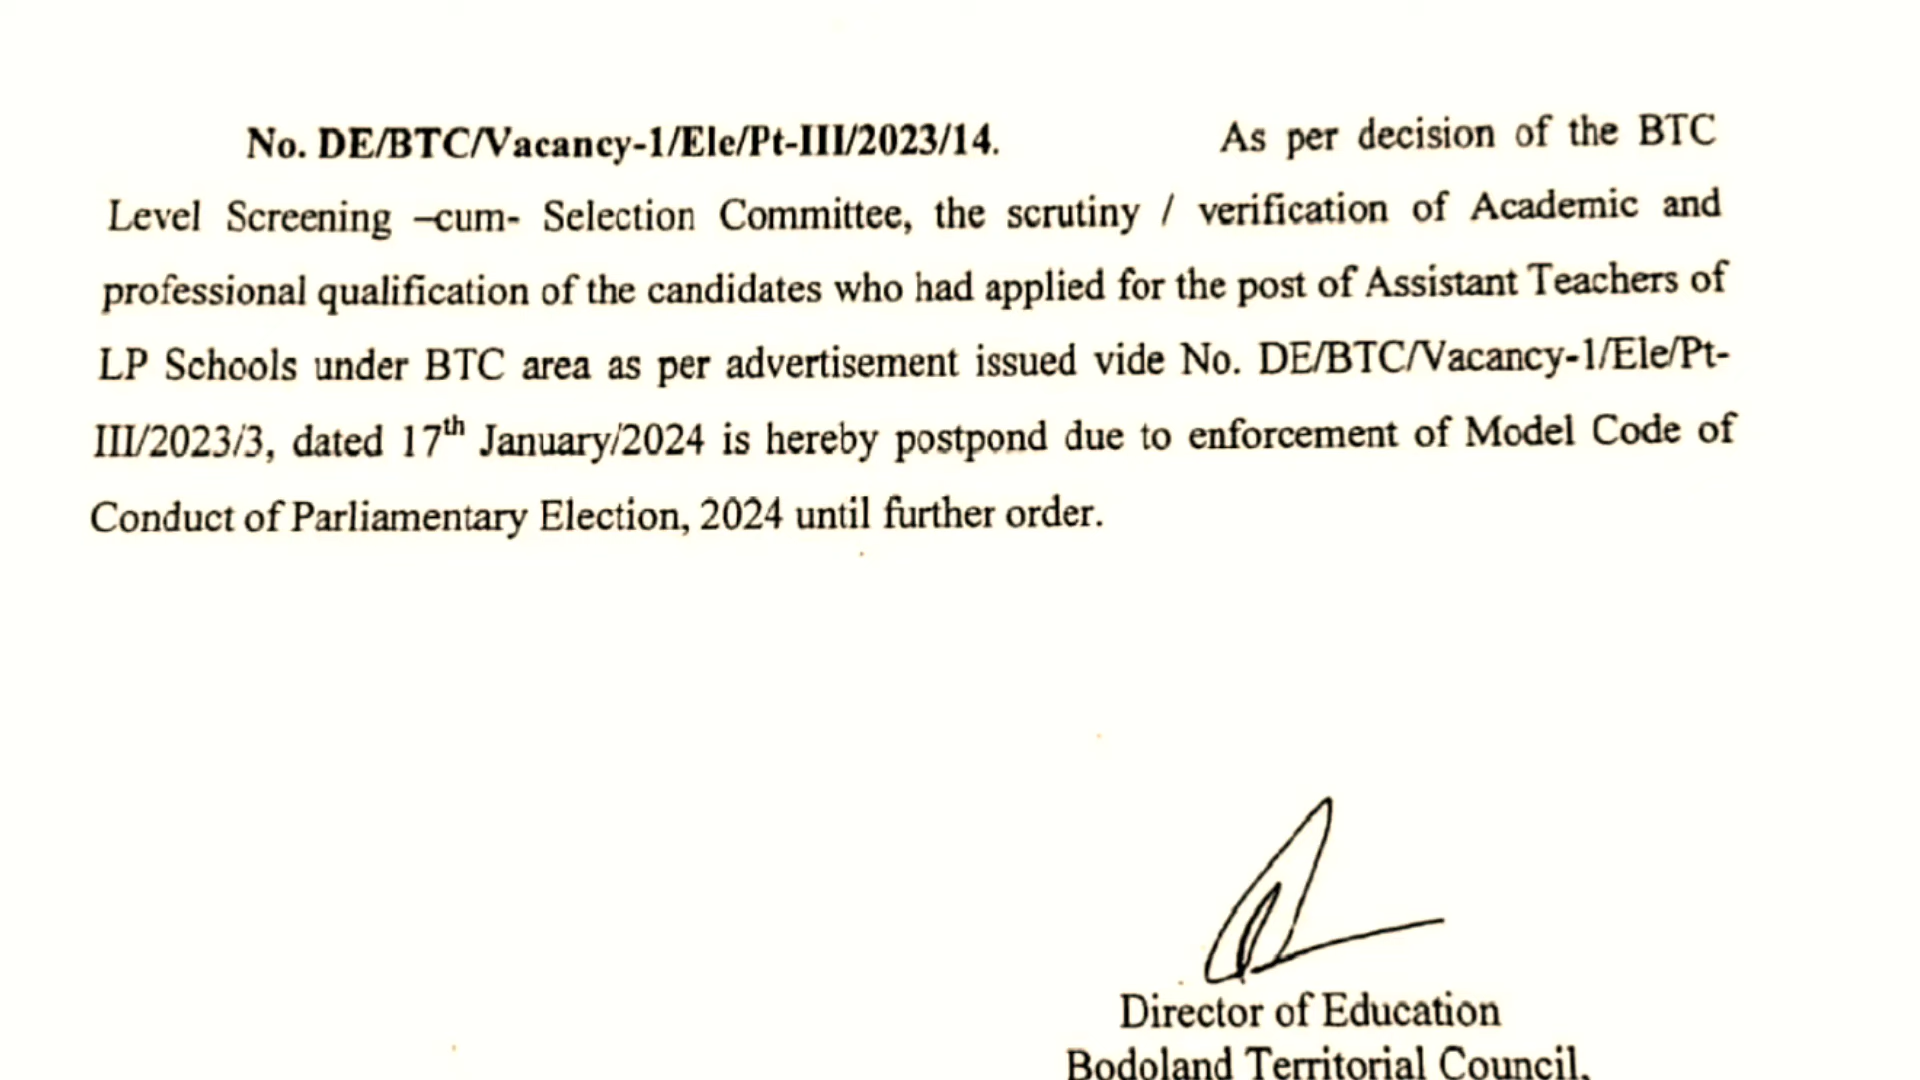 No. DE/BTC/Vacancy-1/Ele/Pt-III/2023/14. As per decision of the BTC
Level Screening –cum- Selection Committee, the scrutiny / verification of Academic and
professional qualification of the candidates who had applied for the post of Assistant Teachers of
LP Schools under BTC area as per advertisement issued vide No. DE/BTC/Vacancy-1/Ele/Pt-
III/2023/3, dated 17th January/2024 is hereby postpond due to enforcement of Model Code of
Conduct of Parliamentary Election, 2024 until further order.
Director of Education
Bodoland Territorial Council,